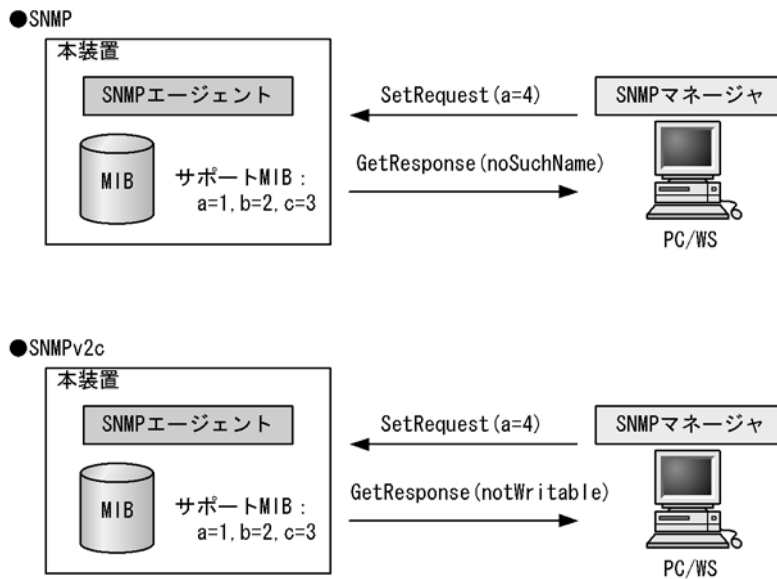 ●SNMP
本装置
SNMPエージェント
SetRequest(a=4)
SNMPマネージャ
MIB
サポートMIB：
a=1,b=2,c=3
GetResponse(noSuchName)
PC/WS
●SNMPv2c
本装置
SNMPエージェント
SetRequest(a=4)
SNMPマネージャ
MIB
サポートMIB：
a=1,b=2,c=3
GetResponse(notWritable)
PC/WS